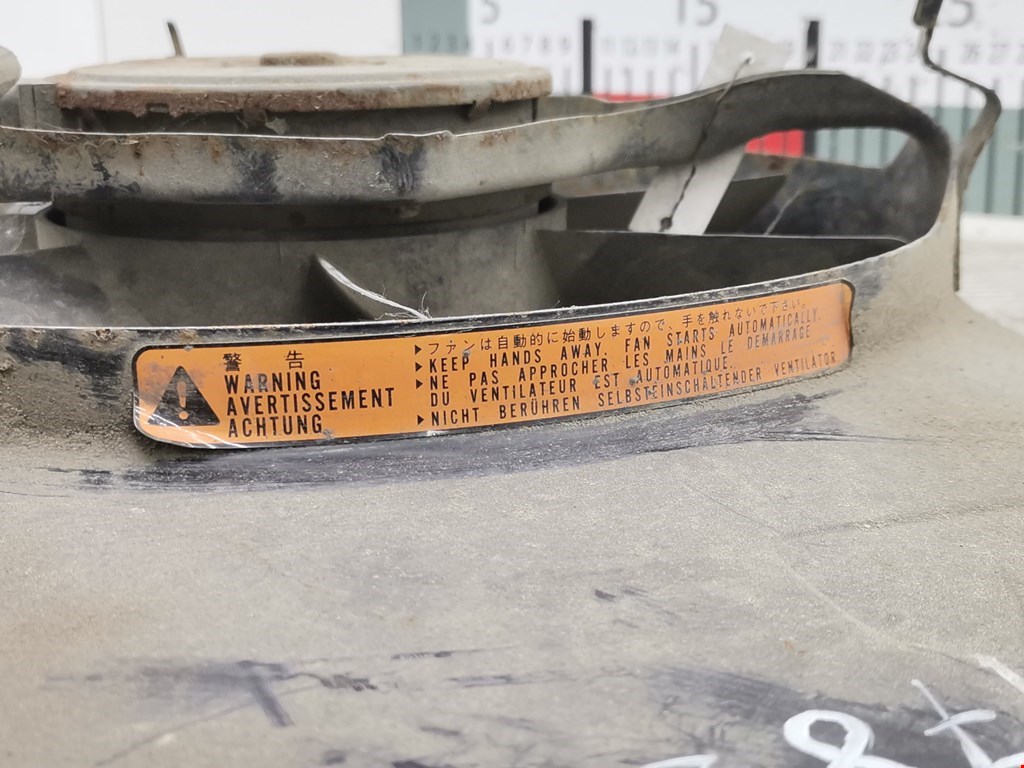 警告
WARNING
AVERTISSEMENT
ACHTUNG
▶ファンは自動的に始動しますので、手を触れないで下さい。
▶KEEP HANDS AWAY. FAN STARTS AUTOMATICALLY.
▶NE PAS APPROCHER LES MAINS LE DEMARRAGE
DU VENTILATEUR EST AUTOMATIQUE.
▶NICHT BERÜHREN SELBSTEINSCHALTENDER VENTILATOR